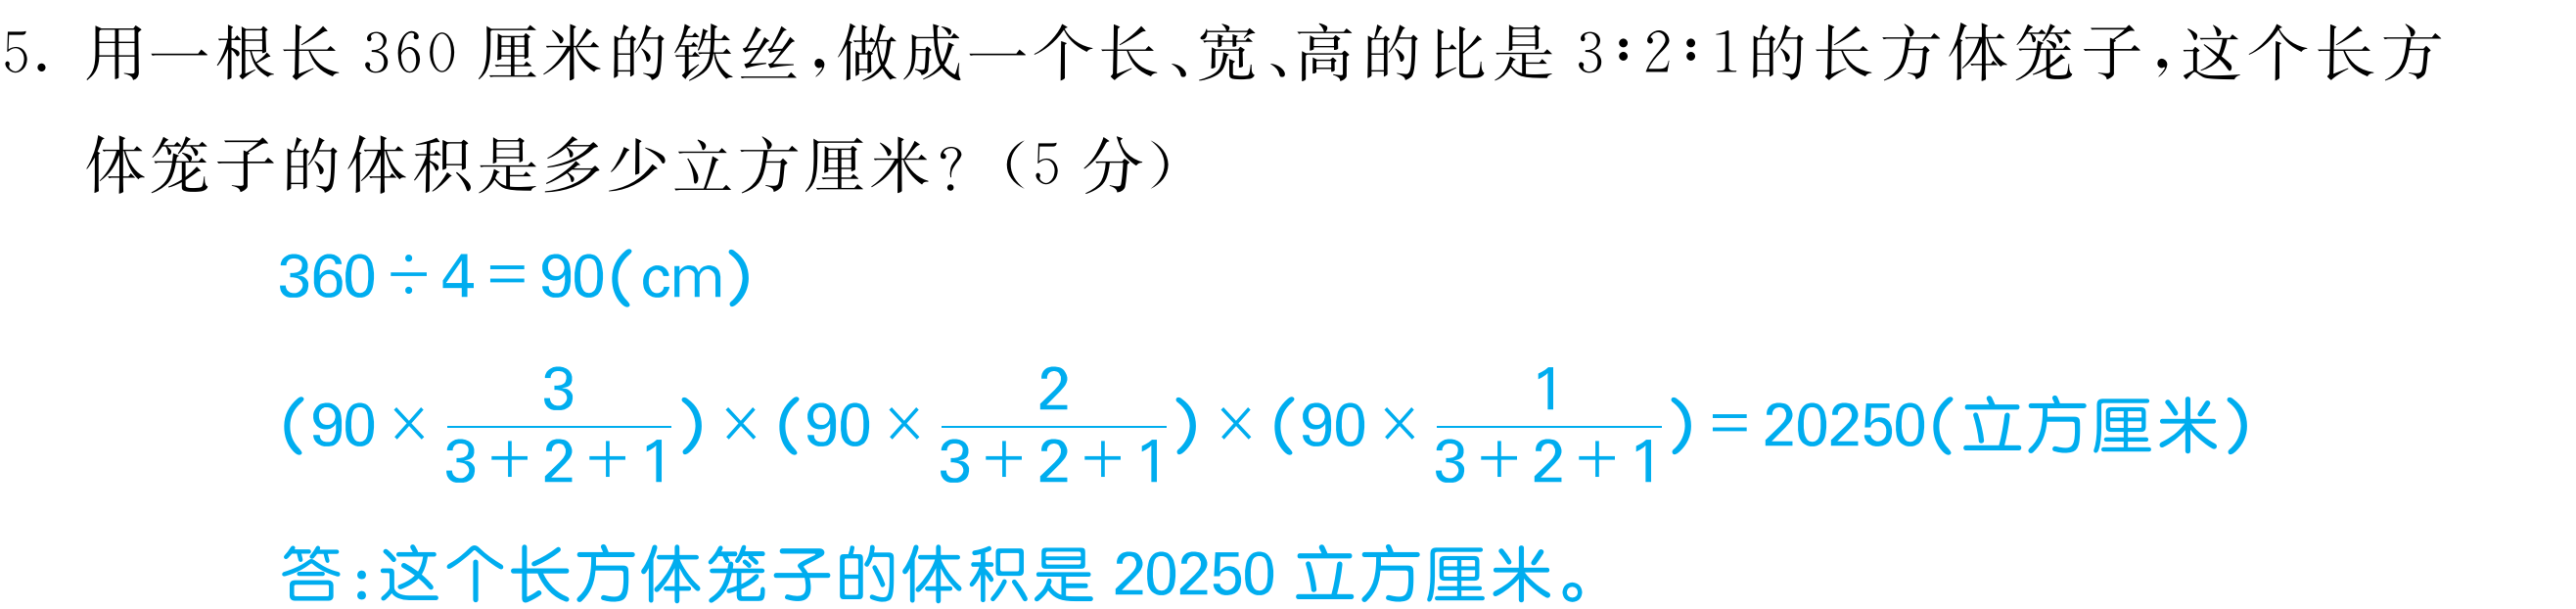 5. 用一根长 360 厘米的铁丝,做成一个长、宽、高的比是 3∶2∶1的长方体笼子,这个长方
体笼子的体积是多少立方厘米?(5 分)
360÷4=90(cm)
(90×3/(3+2+1))×(90×2/(3+2+1))×(90×1/(3+2+1))=20250(立方厘米)
答:这个长方体笼子的体积是 20250 立方厘米。